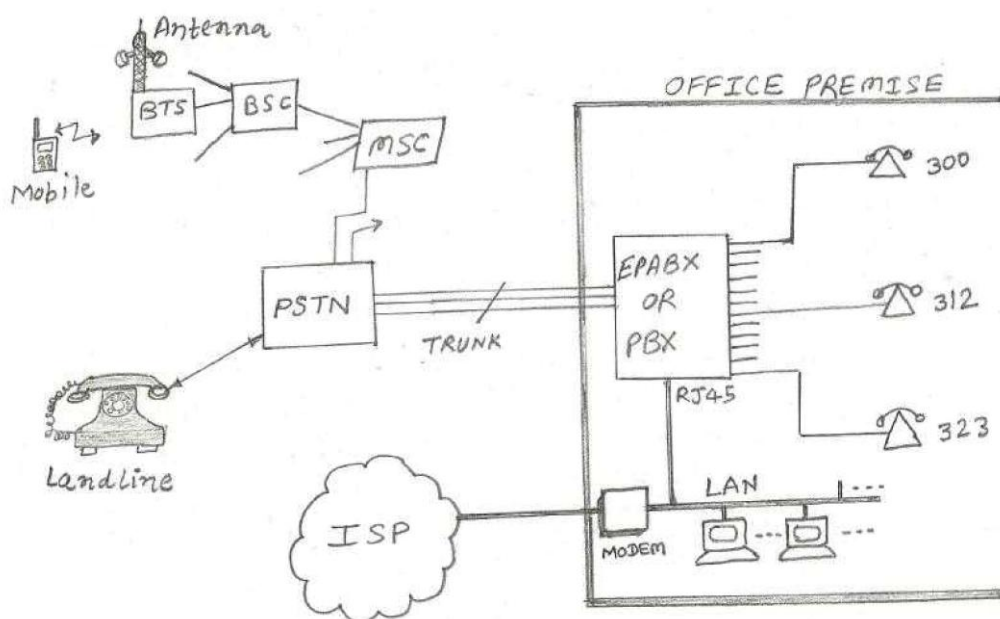 Antenna
BTS
BSC
MSC
Mobile
OFFICE PREMISE
300
EPABX
OR
PBX
312
PSTN
TRUNK
RJ45
323
Landline
LAN
ISP
MODEM